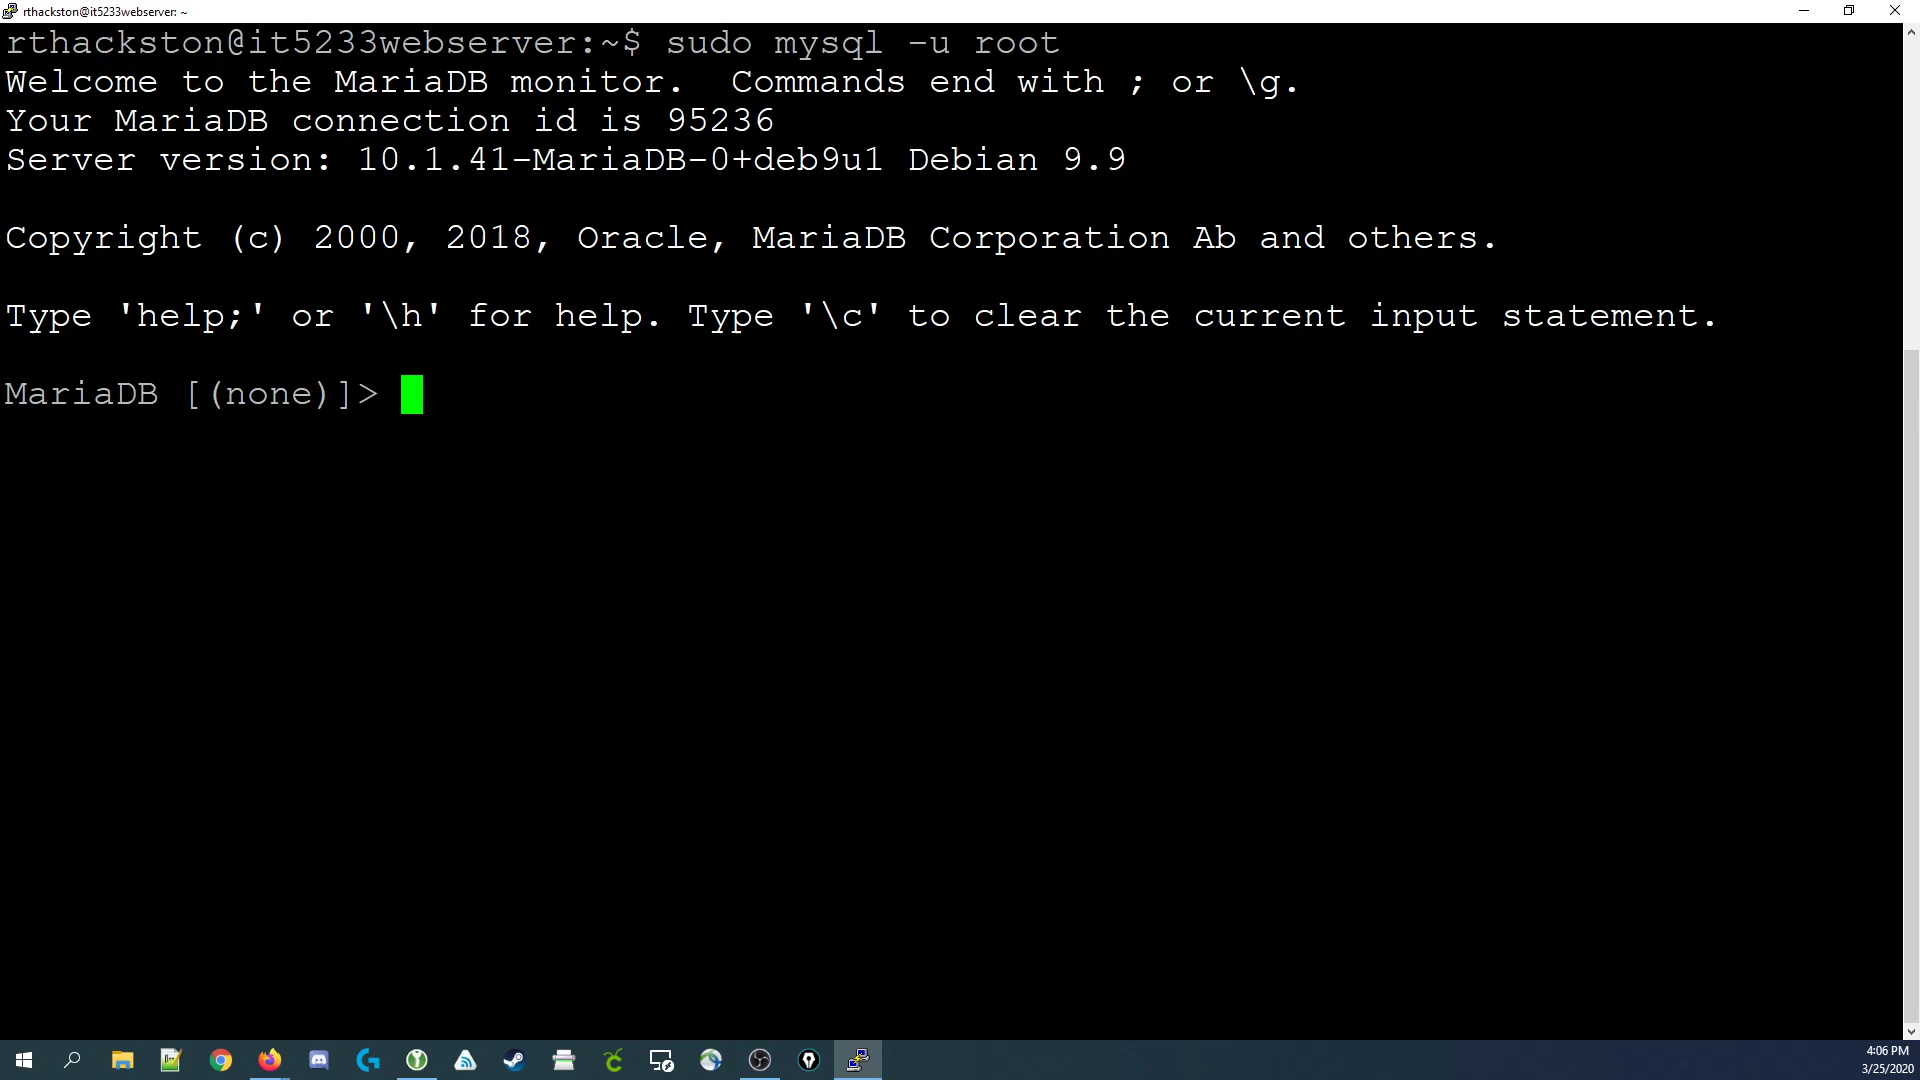 rthackston@it5233webserver: ~
rthackston@it5233webserver:~$ sudo mysql -u root
Welcome to the MariaDB monitor.  Commands end with ; or \g.
Your MariaDB connection id is 95236
Server version: 10.1.41-MariaDB-0+deb9u1 Debian 9.9
Copyright (c) 2000, 2018, Oracle, MariaDB Corporation Ab and others.
Type 'help;' or '\h' for help. Type '\c' to clear the current input statement.
MariaDB [(none)]>
4:06 PM
3/25/2020